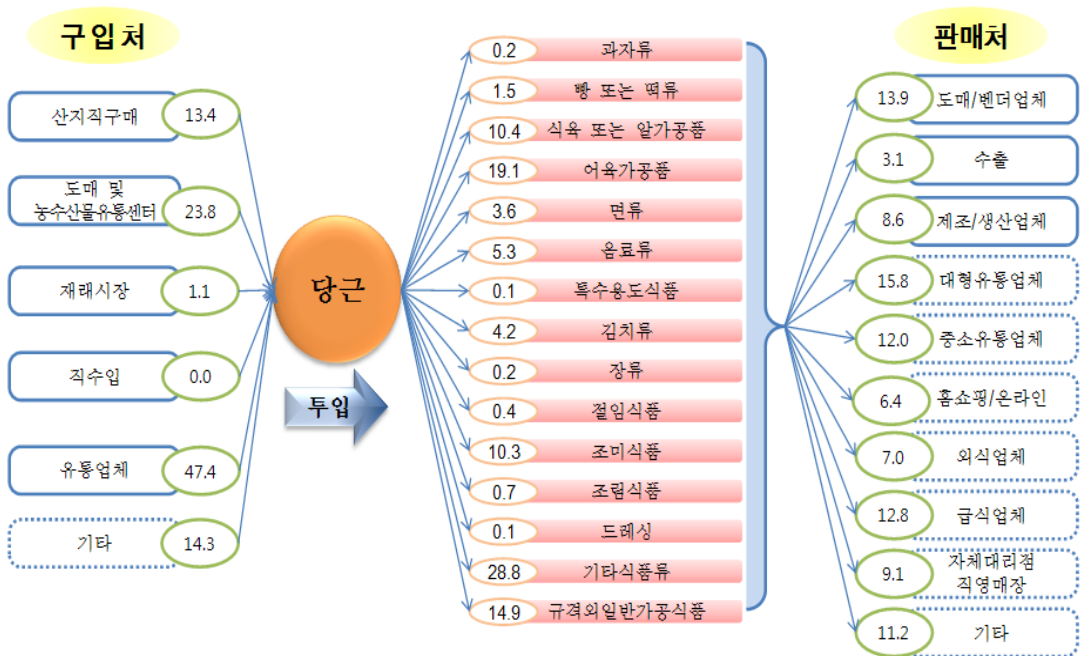 구입처
산지직구매 13.4
도매 및
농수산물유통센터 23.8
재래시장 1.1
직수입 0.0
유통업체 47.4
기타 14.3
당근
투입
0.2 과자류
1.5 빵 또는 떡류
10.4 식육 또는 알가공품
19.1 어육가공품
3.6 면류
5.3 음료류
0.1 특수용도식품
4.2 김치류
0.2 장류
0.4 절임식품
10.3 조미식품
0.7 조림식품
0.1 드레싱
28.8 기타식품류
14.9 규격외일반가공식품
판매처
13.9 도매/벤더업체
3.1 수출
8.6 제조/생산업체
15.8 대형유통업체
12.0 중소유통업체
6.4 홈쇼핑/온라인
7.0 외식업체
12.8 급식업체
9.1 자체대리점
직영매장
11.2 기타